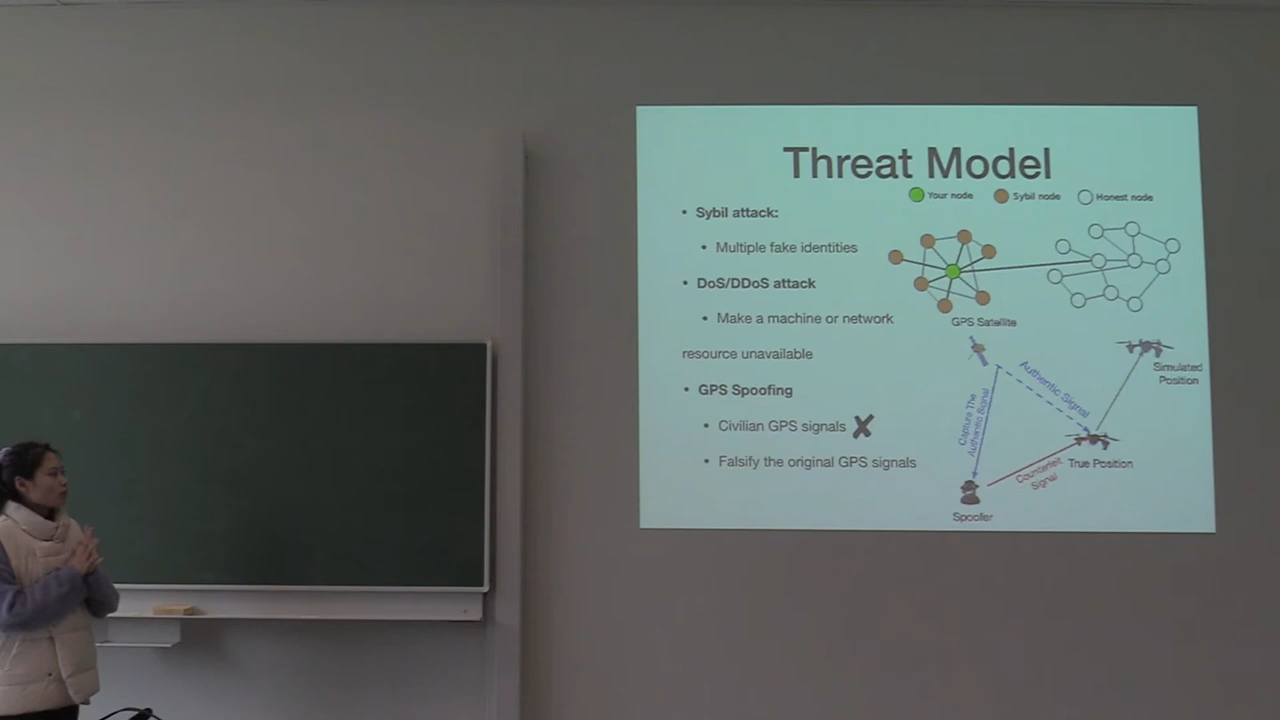 Threat Model
Your node
Sybil node
Honest node
• Sybil attack:
• Multiple fake identities
• DoS/DDoS attack
• Make a machine or network
resource unavailable
• GPS Spoofing
• Civilian GPS signals ✗
• Falsify the original GPS signals
GPS Satellite
Authentic Signal
Capture The
Authentic Signal
Simulated
Position
True Position
Counterfeit
Signal
Spoofer